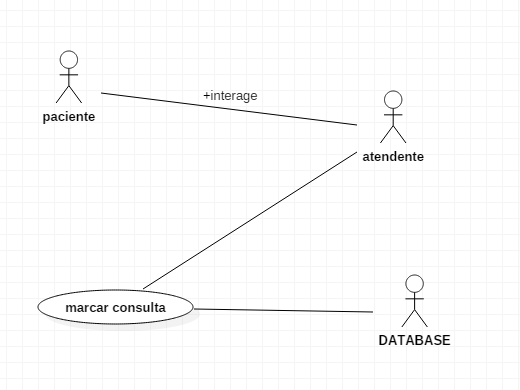 +interage
paciente
atendente
marcar consulta
DATABASE